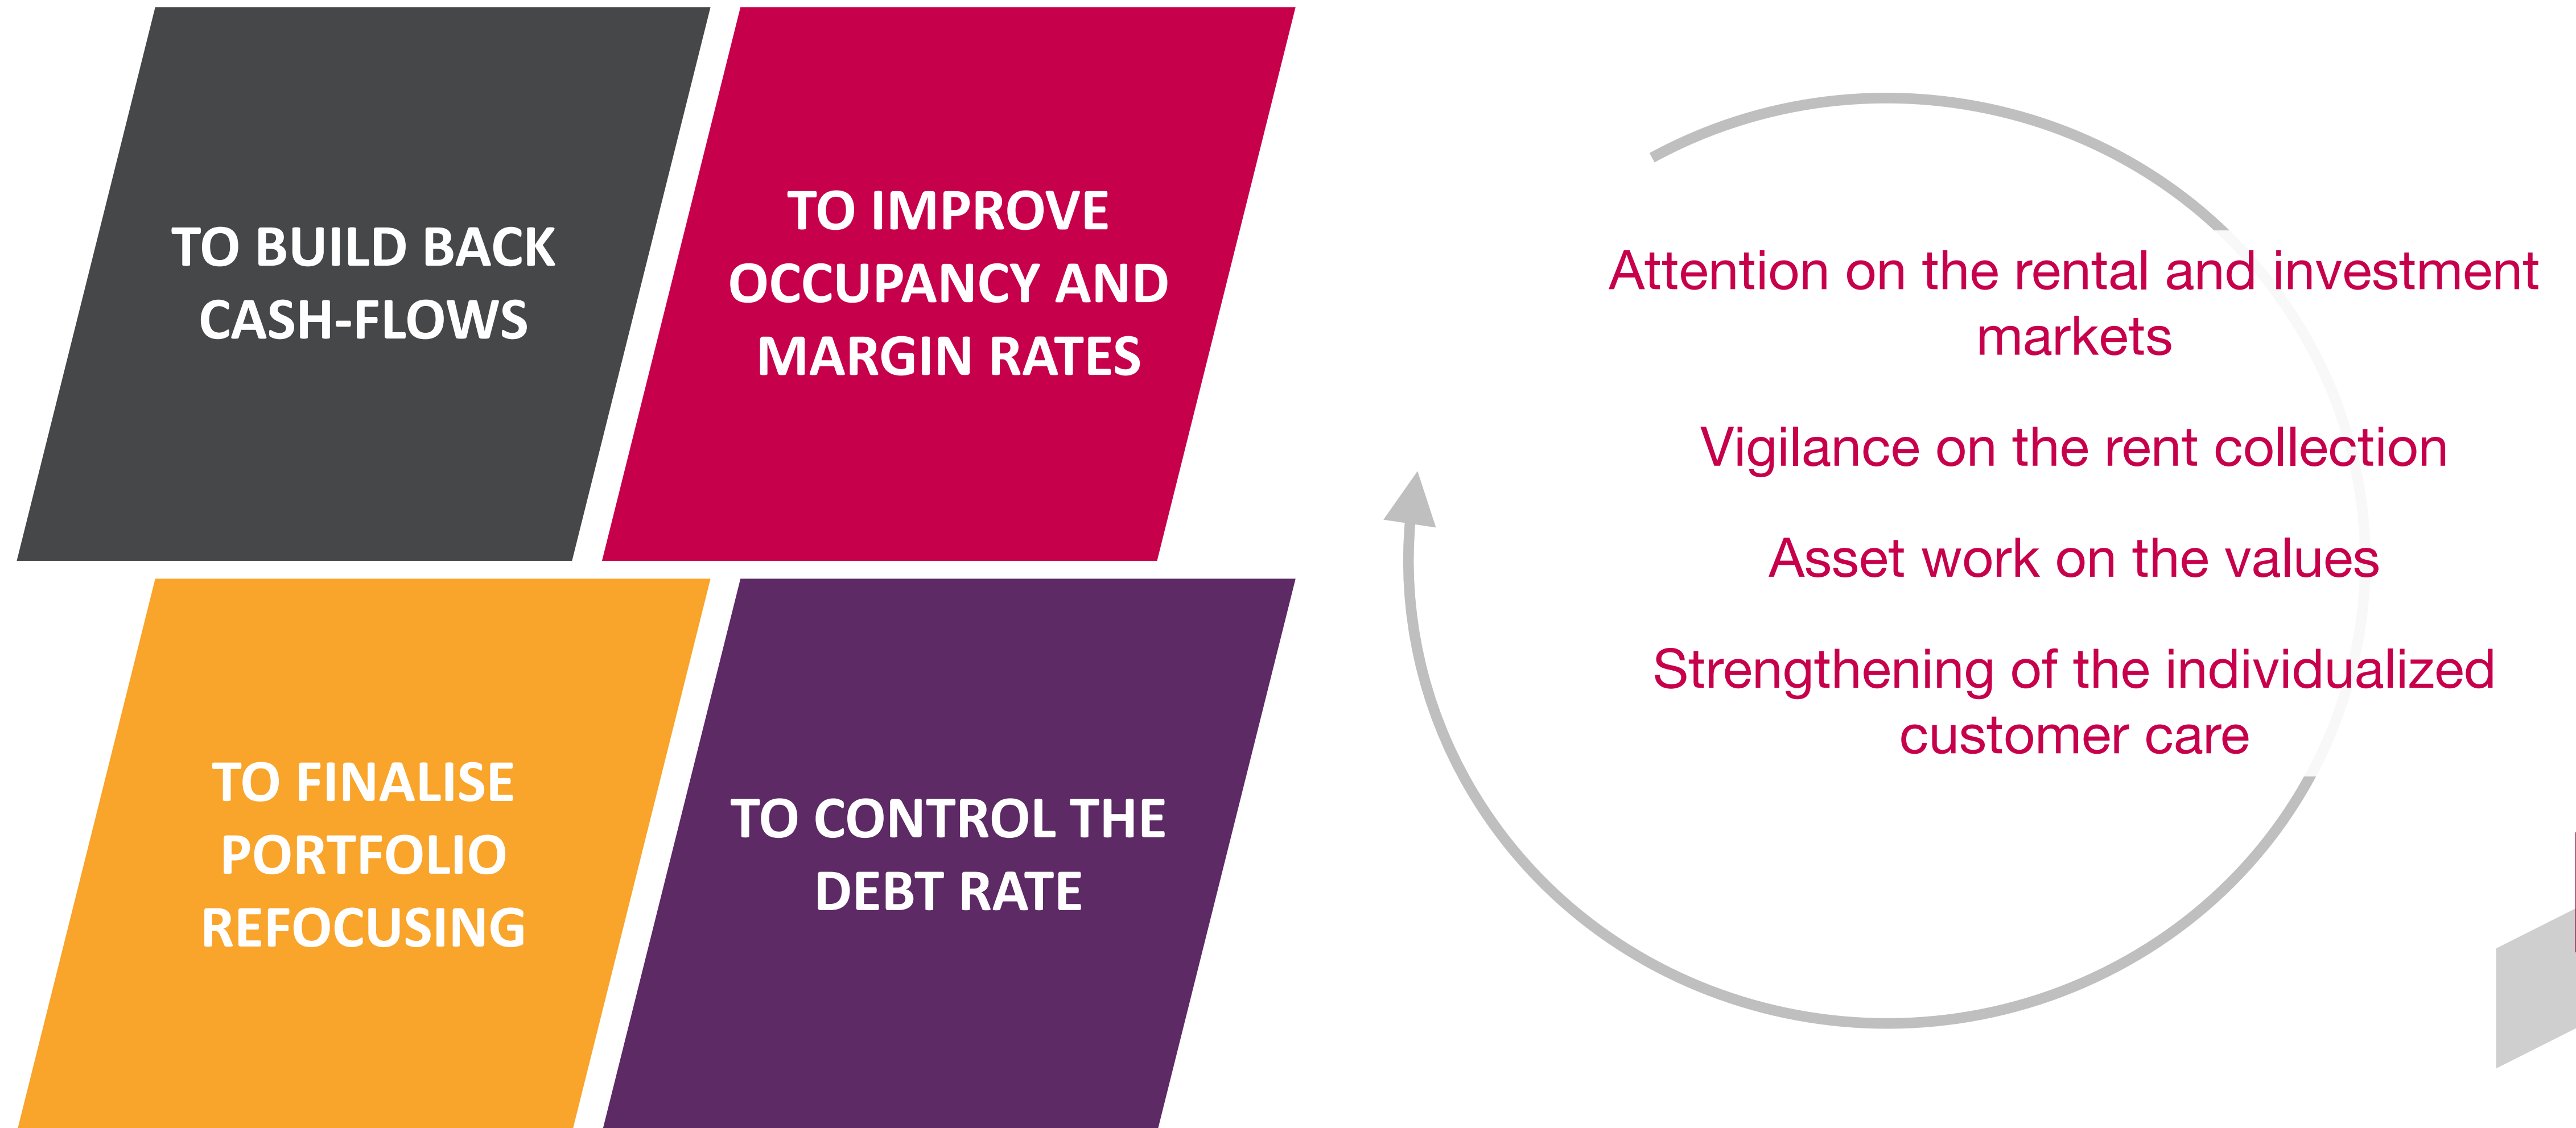 TO BUILD BACK
CASH-FLOWS
TO IMPROVE
OCCUPANCY AND
MARGIN RATES
TO FINALISE
PORTFOLIO
REFOCUSING
TO CONTROL THE
DEBT RATE
Attention on the rental and investment
markets
Vigilance on the rent collection
Asset work on the values
Strengthening of the individualized
customer care